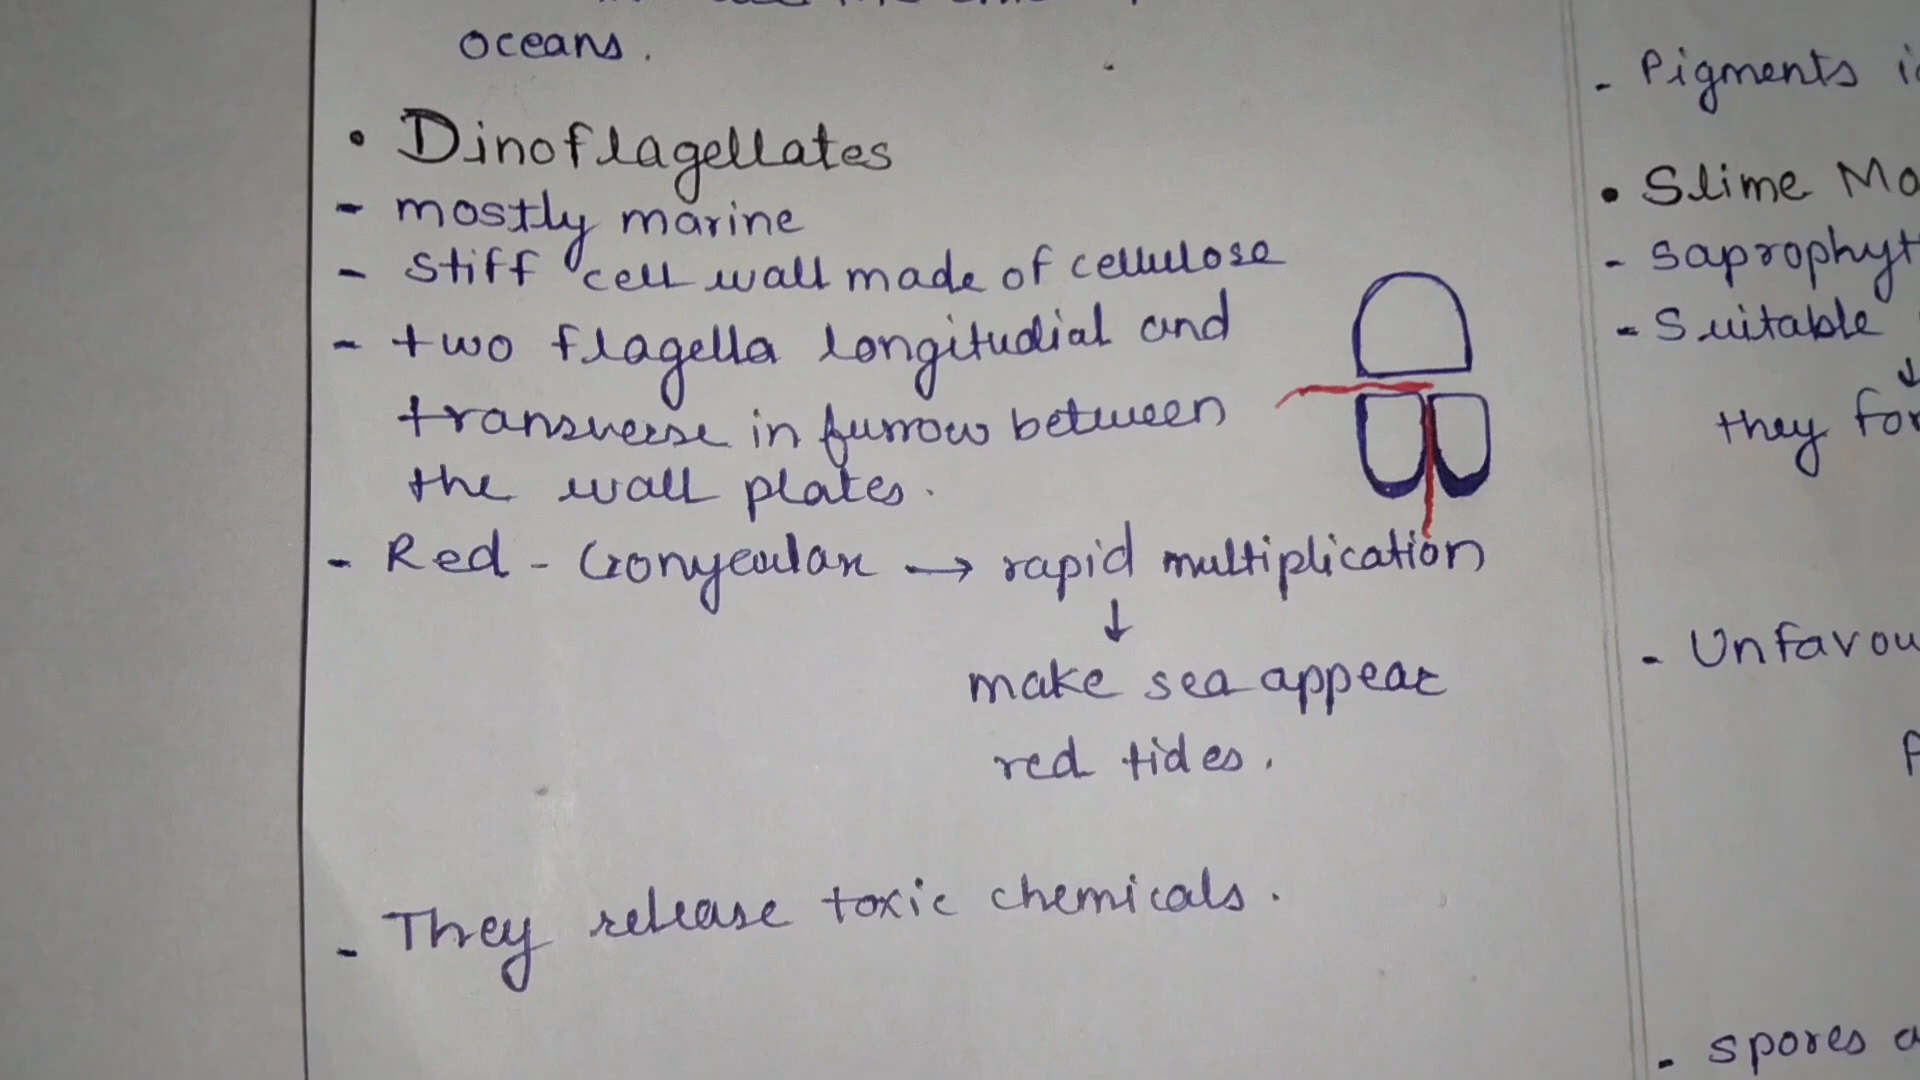 oceans.
• Dinoflagellates
- mostly marine
- stiff cell wall made of cellulose
- two flagella longitudial and
transverse in furrow between
the wall plates.
- Red - Gonyeulax → rapid multiplication
↓
make sea appear
red tides.
- They release toxic chemicals.
- Pigments
• Slime
- saprophyt
- Suitable
↓
they for
- Unfavou
- spores a